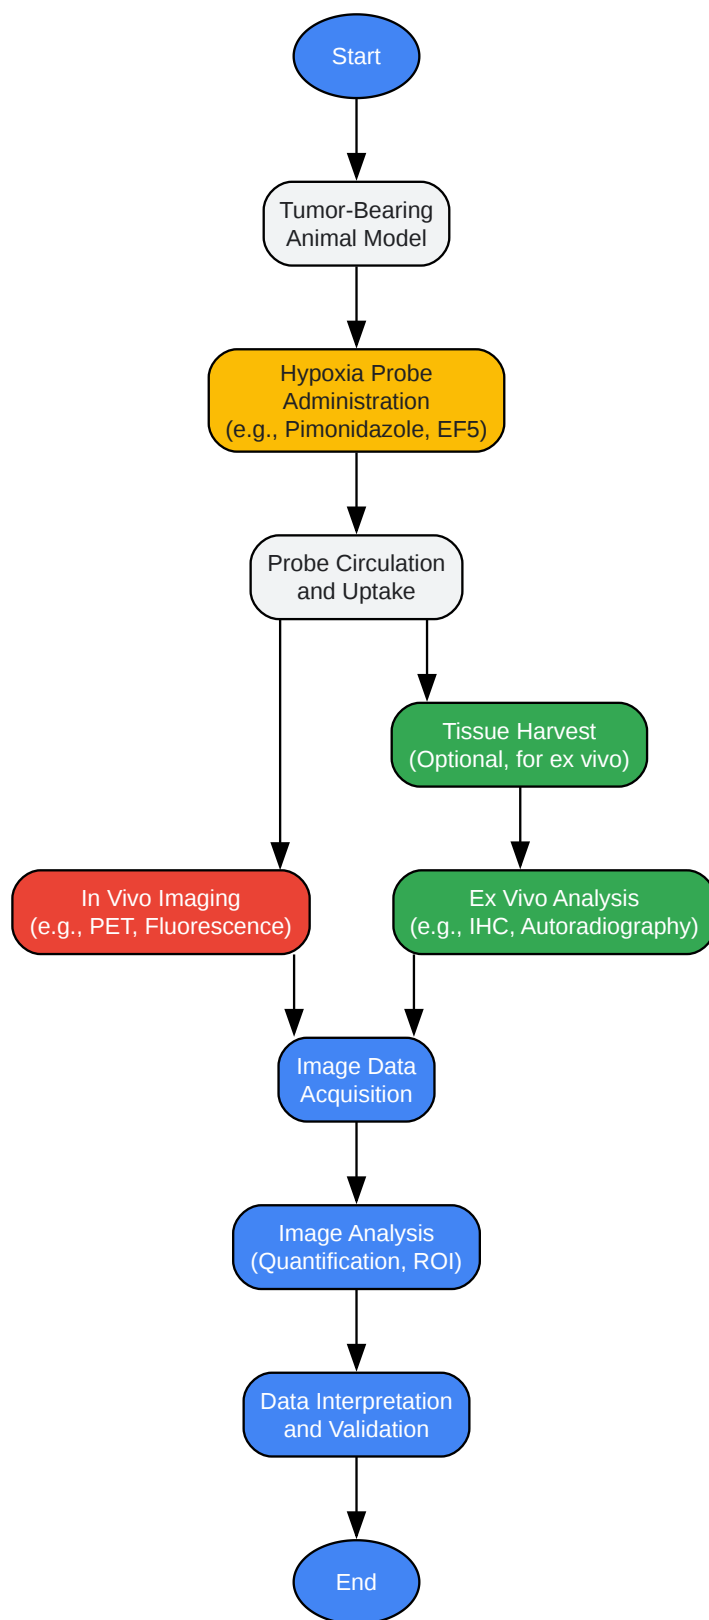 Start
Tumor-Bearing
Animal Model
Hypoxia Probe
Administration
(e.g., Pimonidazole, EF5)
Probe Circulation
and Uptake
Tissue Harvest
(Optional, for ex vivo)
In Vivo Imaging
(e.g., PET, Fluorescence)
Ex Vivo Analysis
(e.g., IHC, Autoradiography)
Image Data
Acquisition
Image Analysis
(Quantification, ROI)
Data Interpretation
and Validation
End